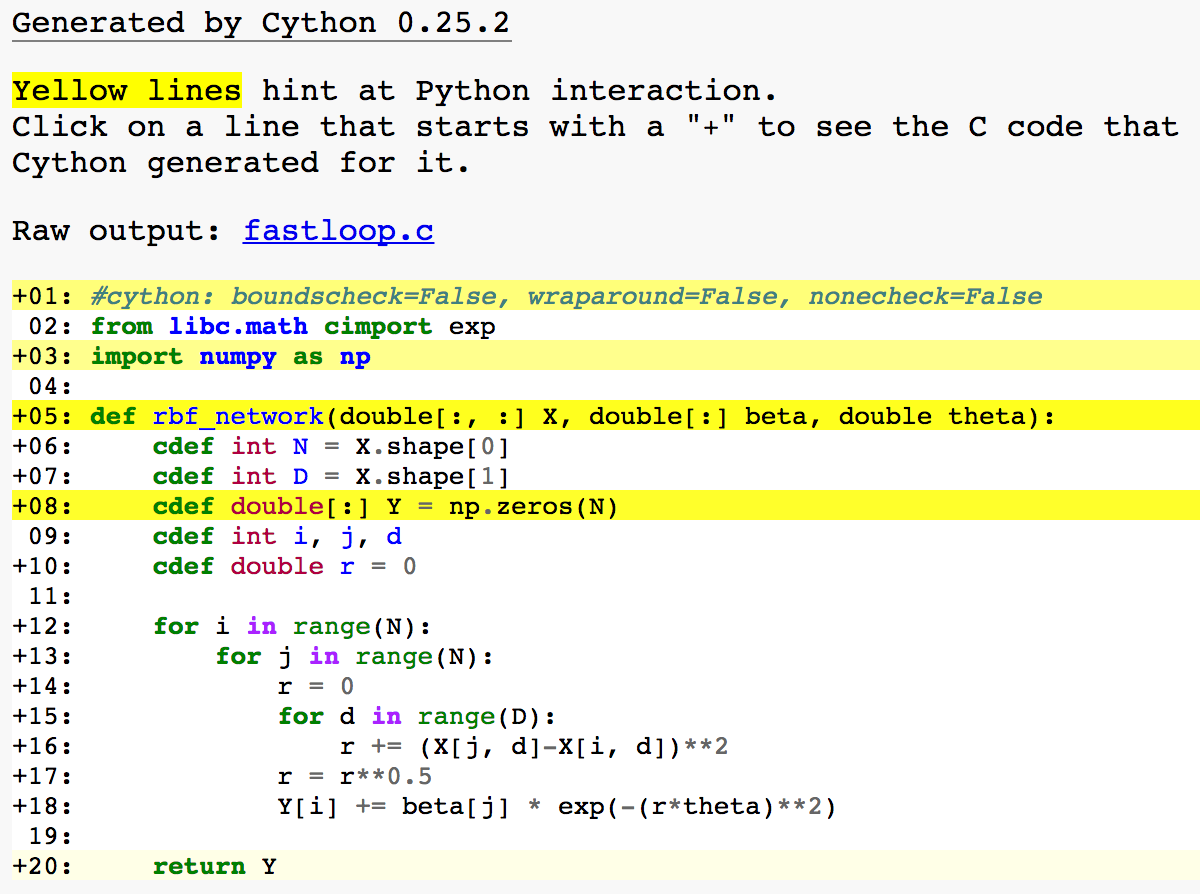 Generated by Cython 0.25.2
Yellow lines hint at Python interaction.
Click on a line that starts with a "+" to see the C code that
Cython generated for it.
Raw output: fastloop.c
+01: #cython: boundscheck=False, wraparound=False, nonecheck=False
 02: from libc.math cimport exp
+03: import numpy as np
 04:
+05: def rbf_network(double[:, :] X, double[:] beta, double theta):
+06:     cdef int N = X.shape[0]
+07:     cdef int D = X.shape[1]
+08:     cdef double[:] Y = np.zeros(N)
 09:     cdef int i, j, d
+10:     cdef double r = 0
 11:
+12:     for i in range(N):
+13:         for j in range(N):
+14:             r = 0
+15:             for d in range(D):
+16:                 r += (X[j, d]-X[i, d])**2
+17:             r = r**0.5
+18:             Y[i] += beta[j] * exp(-(r*theta)**2)
 19:
+20:     return Y